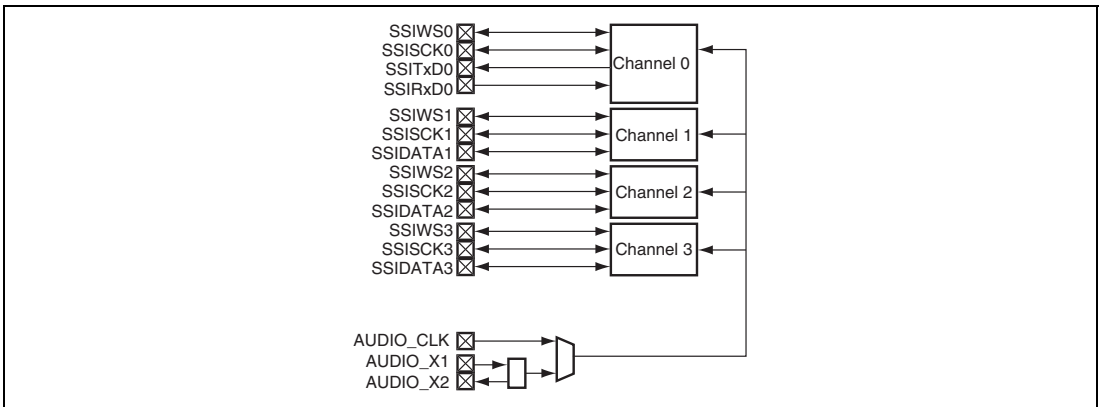 SSIWS0
SSISCK0
SSITxD0
SSIRxD0
Channel 0
SSIWS1
SSISCK1
SSIDATA1
Channel 1
SSIWS2
SSISCK2
SSIDATA2
Channel 2
SSIWS3
SSISCK3
SSIDATA3
Channel 3
AUDIO_CLK
AUDIO_X1
AUDIO_X2